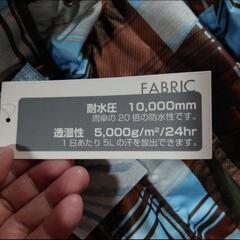 FABRIC
耐水圧 10,000mm
雨傘の20倍の防水性です。
透湿性 5,000g/m²/24hr
1日あたり5Lの汗を放出できます。